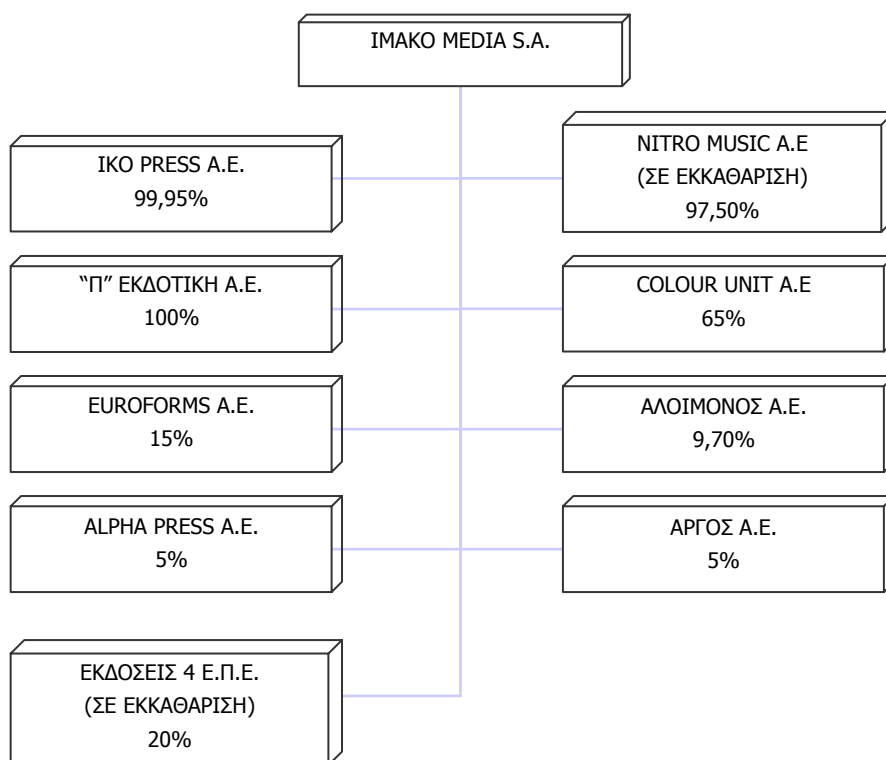 IMAKO MEDIA S.A.
IKO PRESS A.E.
99,95%
NITRO MUSIC A.E
(ΣΕ ΕΚΚΑΘΑΡΙΣΗ)
97,50%
“Π” ΕΚΔΟΤΙΚΗ Α.Ε.
100%
COLOUR UNIT A.E
65%
EUROFORMS A.E.
15%
ΑΛΟΙΜΟΝΟΣ Α.Ε.
9,70%
ALPHA PRESS A.E.
5%
ΑΡΓΟΣ Α.Ε.
5%
ΕΚΔΟΣΕΙΣ 4 Ε.Π.Ε.
(ΣΕ ΕΚΚΑΘΑΡΙΣΗ)
20%